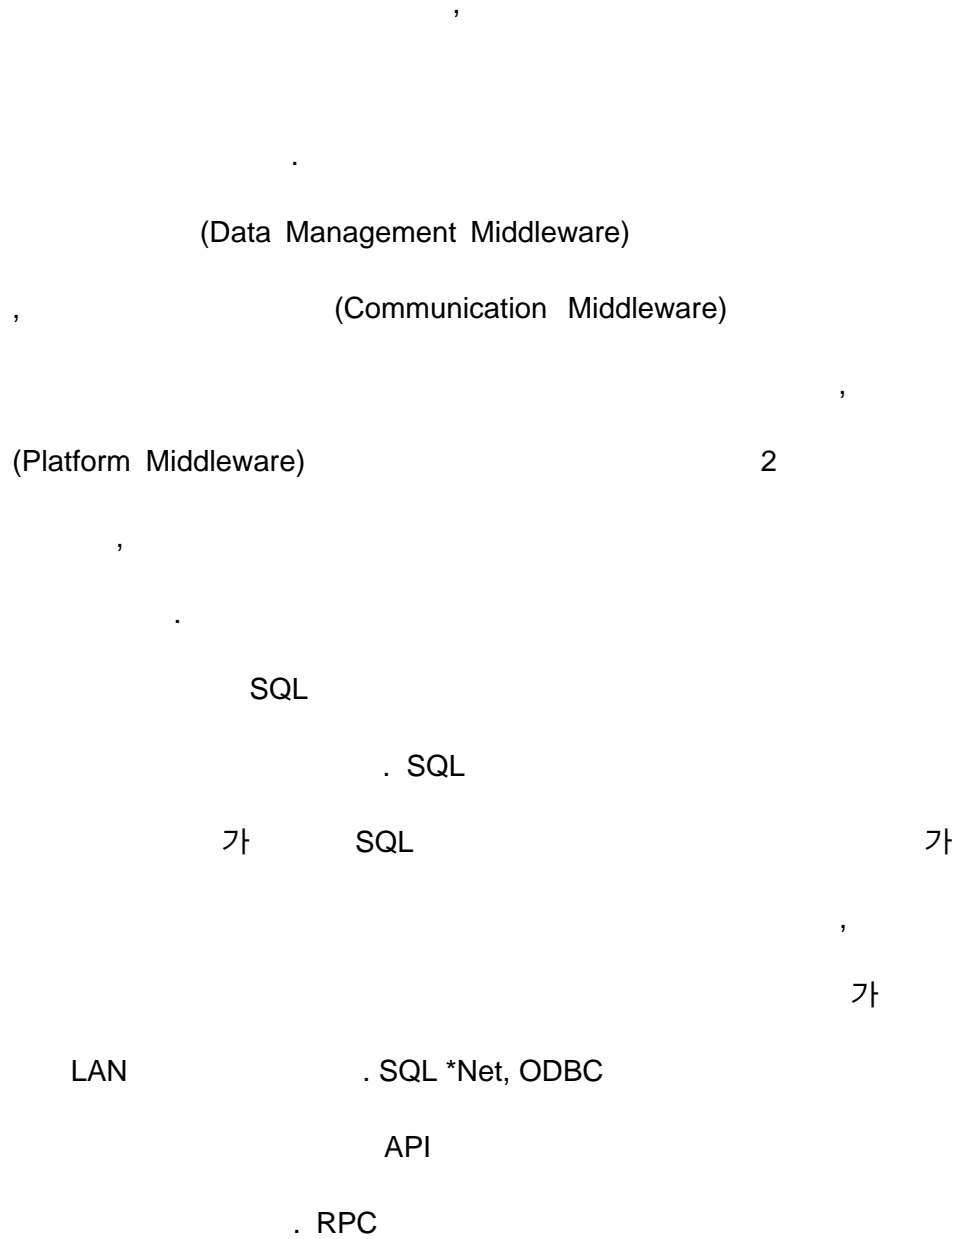 ,
.
(Data Management Middleware)
, (Communication Middleware)
,
(Platform Middleware) 2
,
.
SQL
. SQL
가 SQL 가
,
가
LAN . SQL *Net, ODBC
API
. RPC